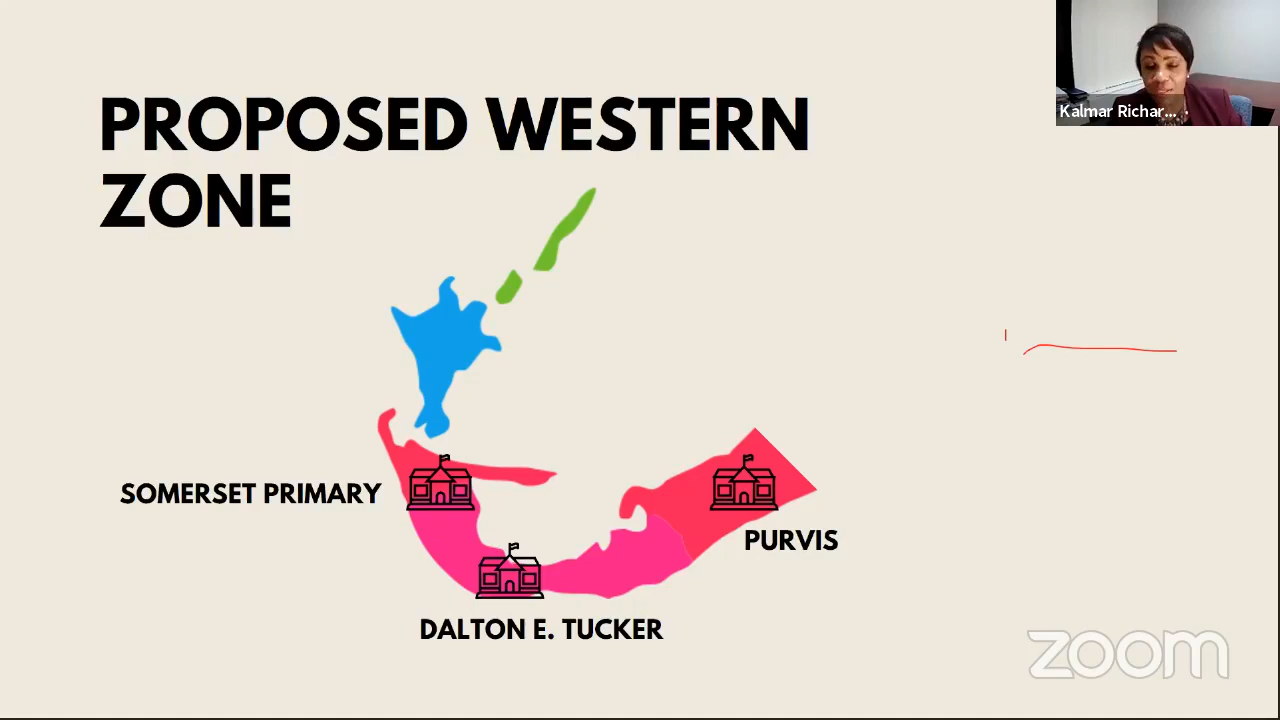 Kalmar Richar...
PROPOSED WESTERN
ZONE
SOMERSET PRIMARY
PURVIS
DALTON E. TUCKER
zoom